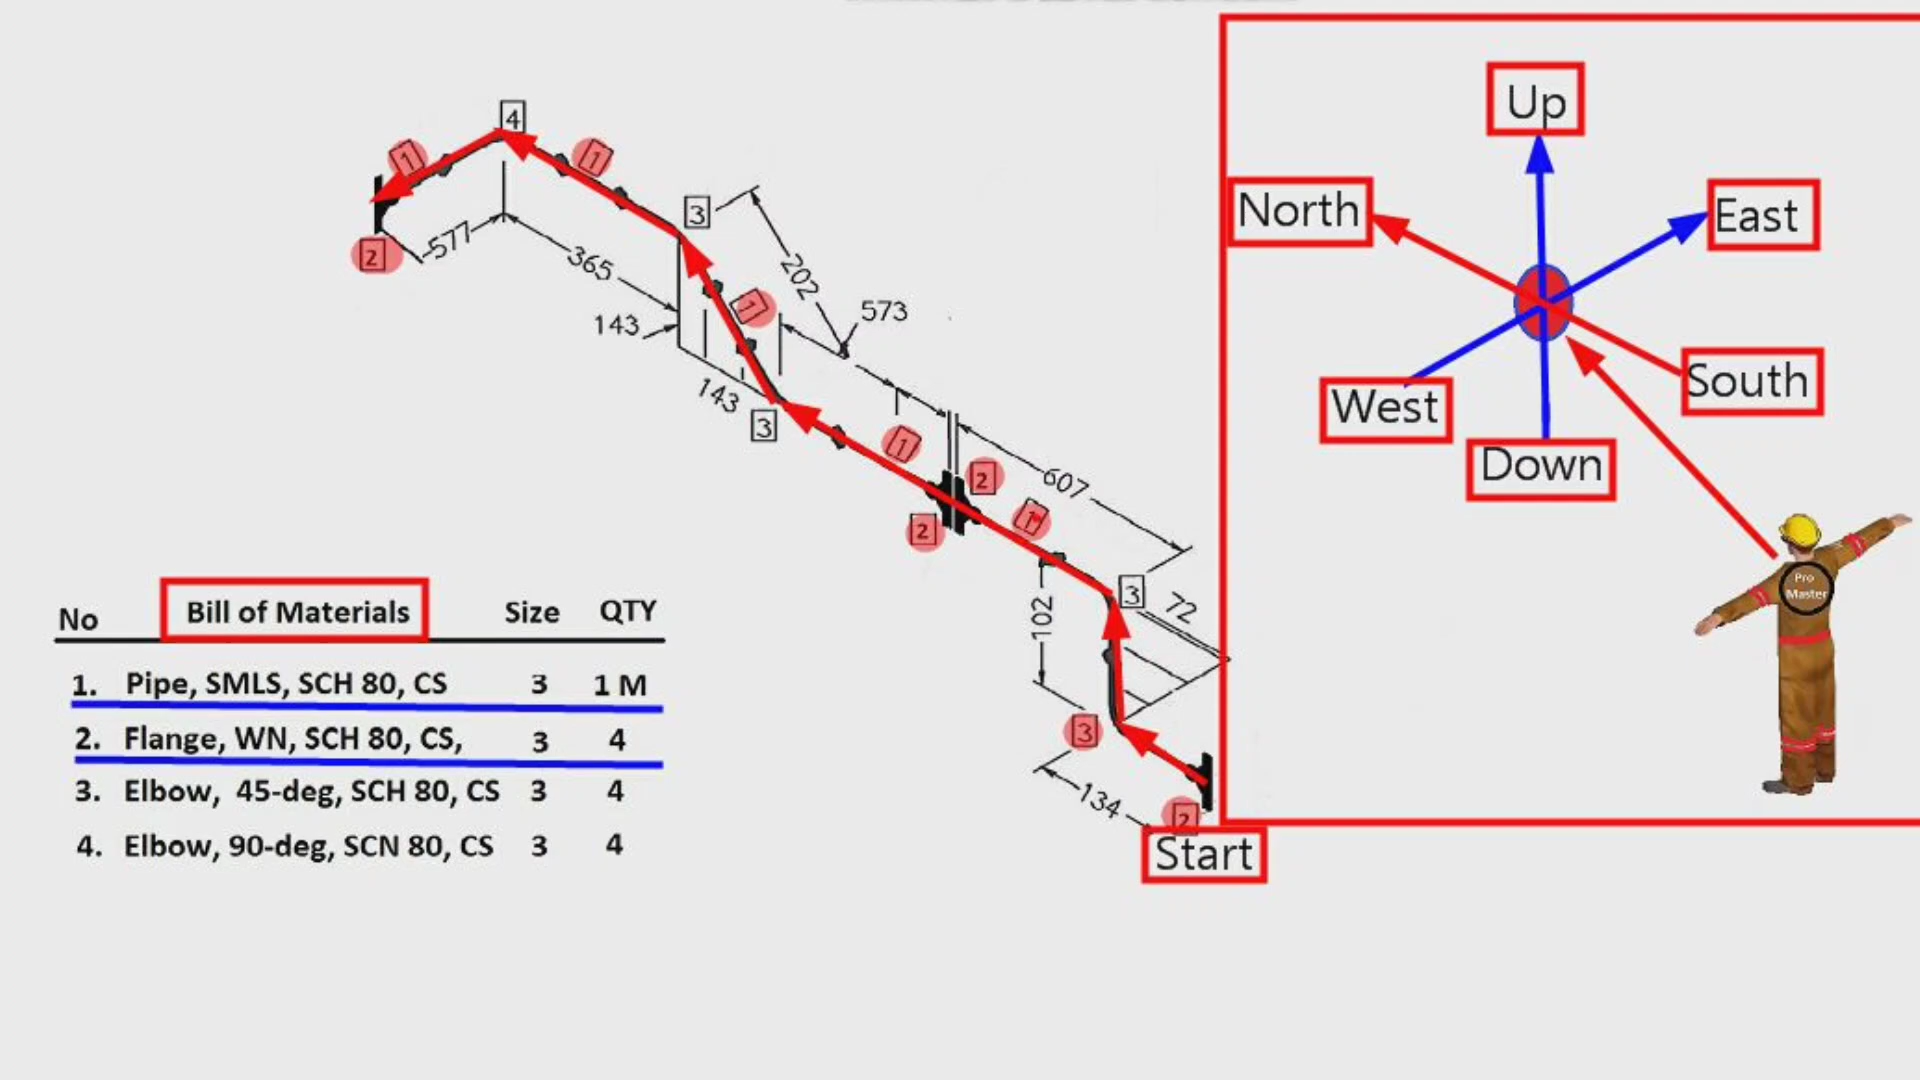 Up
North
East
West
South
Down
Pro
Master
4
1
1
2
577
365
3
202
1
573
143
143
3
1
2
2
607
1
3
72
102
3
134
2
Start
No Bill of Materials Size QTY
1. Pipe, SMLS, SCH 80, CS 3 1 M
2. Flange, WN, SCH 80, CS, 3 4
3. Elbow, 45-deg, SCH 80, CS 3 4
4. Elbow, 90-deg, SCN 80, CS 3 4